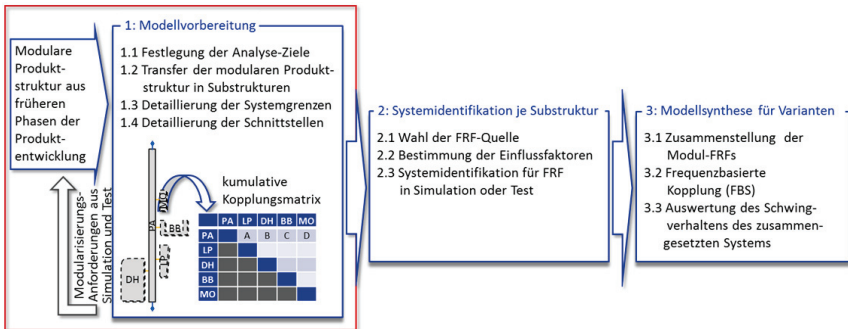 Modulare
Produkt-
struktur aus
früheren
Phasen der
Produkt-
entwicklung
Modularisierungs-
Anforderungen aus
Simulation und Test
1: Modellvorbereitung
1.1 Festlegung der Analyse-Ziele
1.2 Transfer der modularen Produkt-
struktur in Substrukturen
1.3 Detaillierung der Systemgrenzen
1.4 Detaillierung der Schnittstellen
PA
MO
BB
LP
DH
kumulative
Kopplungsmatrix
PA LP DH BB MO
PA A B C D
LP
DH
BB
MO
2: Systemidentifikation je Substruktur
2.1 Wahl der FRF-Quelle
2.2 Bestimmung der Einflussfaktoren
2.3 Systemidentifikation für FRF
in Simulation oder Test
3: Modellsynthese für Varianten
3.1 Zusammenstellung der
Modul-FRFs
3.2 Frequenzbasierte
Kopplung (FBS)
3.3 Auswertung des Schwing-
verhaltens des zusammen-
gesetzten Systems